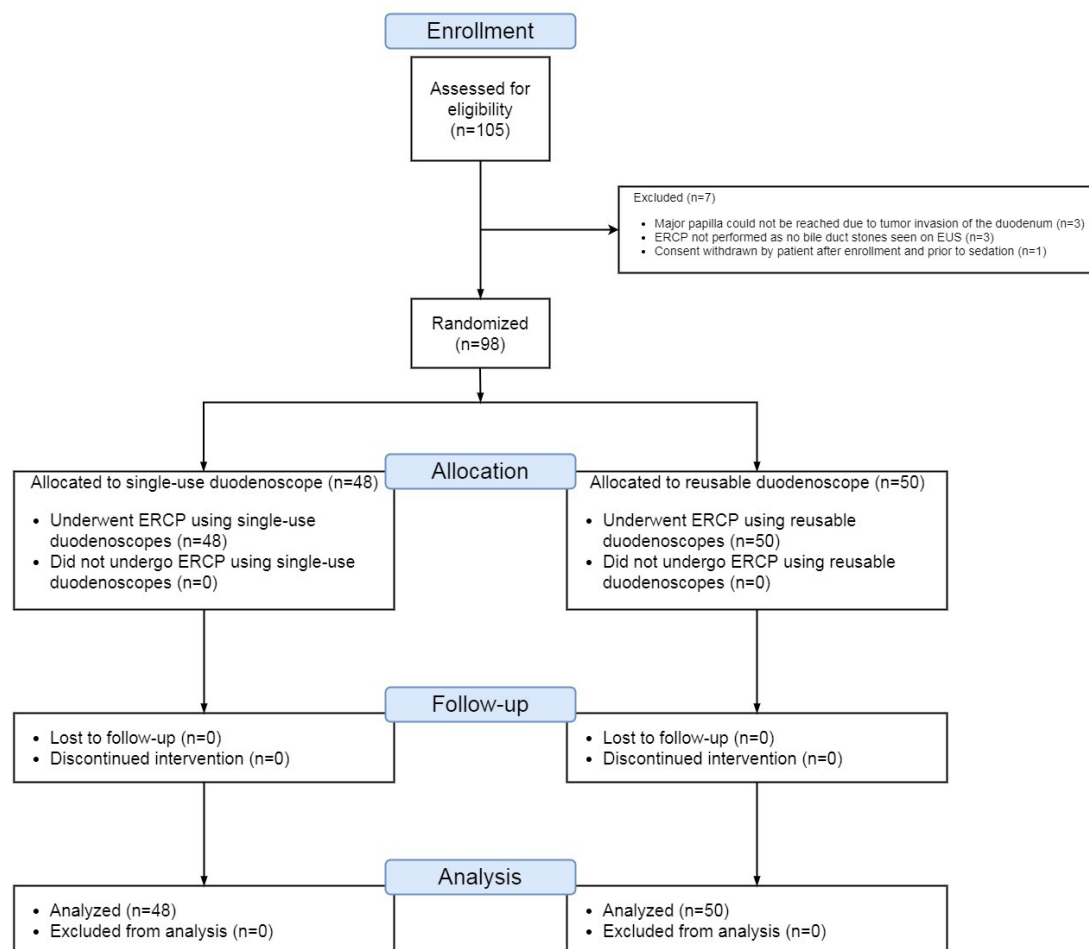 Enrollment
Assessed for
eligibility
(n=105)
Excluded (n=7)
• Major papilla could not be reached due to tumor invasion of the duodenum (n=3)
• ERCP not performed as no bile duct stones seen on EUS (n=3)
• Consent withdrawn by patient after enrollment and prior to sedation (n=1)
Randomized
(n=98)
Allocation
Allocated to single-use duodenoscope (n=48)
• Underwent ERCP using single-use
duodenoscopes (n=48)
• Did not undergo ERCP using single-use
duodenoscopes (n=0)
Allocated to reusable duodenoscope (n=50)
• Underwent ERCP using reusable
duodenoscopes (n=50)
• Did not undergo ERCP using reusable
duodenoscopes (n=0)
Follow-up
• Lost to follow-up (n=0)
• Discontinued intervention (n=0)
• Lost to follow-up (n=0)
• Discontinued intervention (n=0)
Analysis
• Analyzed (n=48)
• Excluded from analysis (n=0)
• Analyzed (n=50)
• Excluded from analysis (n=0)